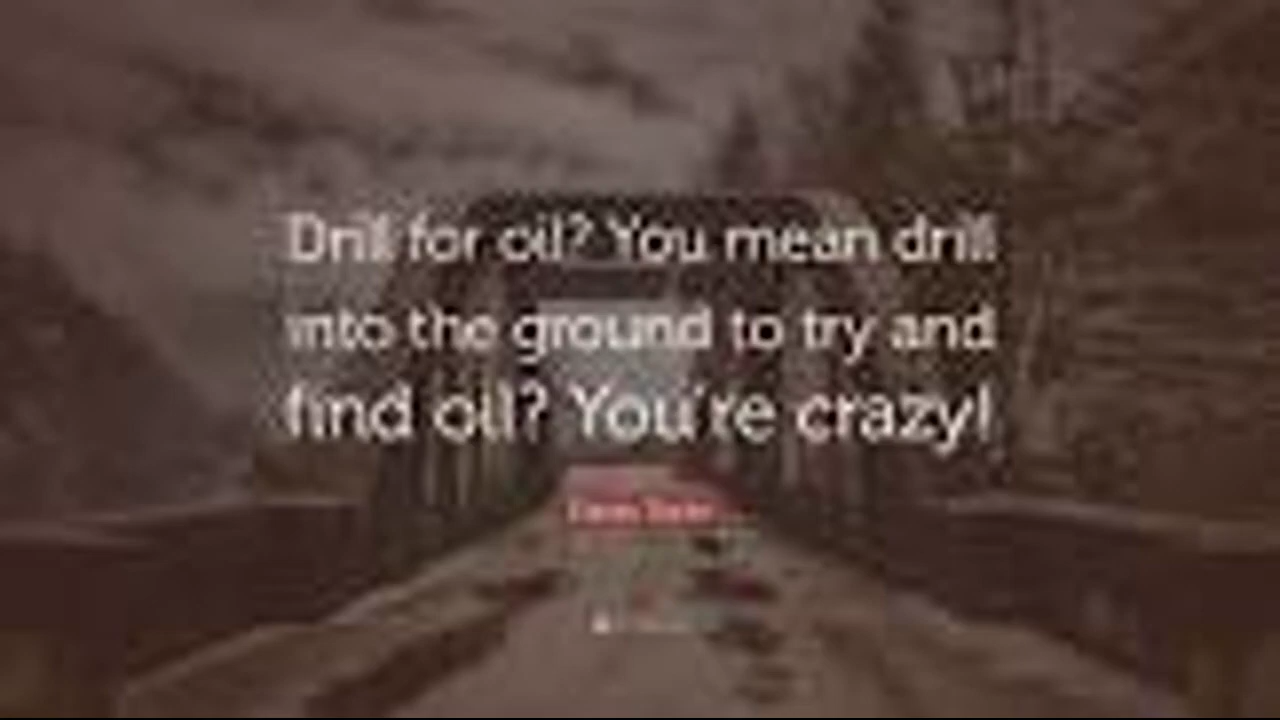 Drill for oil? You mean drill
into the ground to try and
find oil? You're crazy!